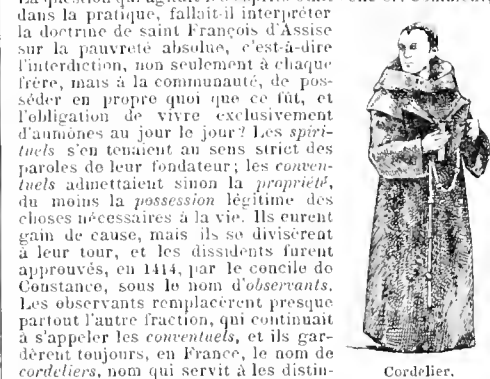 dans la pratique, fallait-il interpréter
la doctrine de saint François d'Assise
sur la pauvreté absolue, c'est-à-dire
l'interdiction, non seulement à chaque
frère, mais à la communauté, de pos-
séder en propre quoi que ce fût, et
l'obligation de vivre exclusivement
d'aumônes au jour le jour? Les spiri-
tuels s'en tenaient au sens strict des
paroles de leur fondateur; les conven-
tuels admettaient sinon la propriété,
du moins la possession légitime des
choses nécessaires à la vie. Ils eurent
gain de cause, mais ils se divisèrent
à leur tour, et les dissidents furent
approuvés, en 1414, par le concile de
Constance, sous le nom d'observants.
Les observants remplacèrent presque
partout l'autre fraction, qui continuait
à s'appeler les conventuels, et ils gar-
dèrent toujours, en France, le nom de
cordeliers, nom qui servit à les distin-
Cordelier.